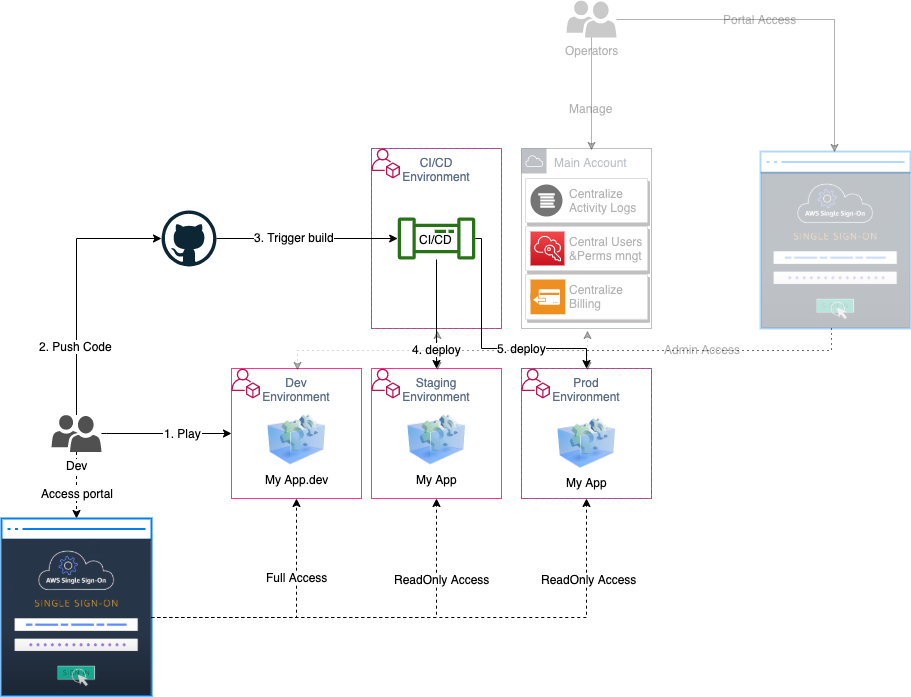 Portal Access
Operators
Manage
CI/CD
Environment
Main Account
Centralize
Activity Logs
Central Users
&Perms mngt
Centralize
Billing
AWS Single Sign-On
SINGLE SIGN-ON
CI/CD
3. Trigger build
2. Push Code
4. deploy
5. deploy
Admin Access
Dev
Environment
My App.dev
Staging
Environment
My App
Prod
Environment
My App
1. Play
Dev
Access portal
AWS Single Sign-On
SINGLE SIGN-ON
Full Access
ReadOnly Access
ReadOnly Access